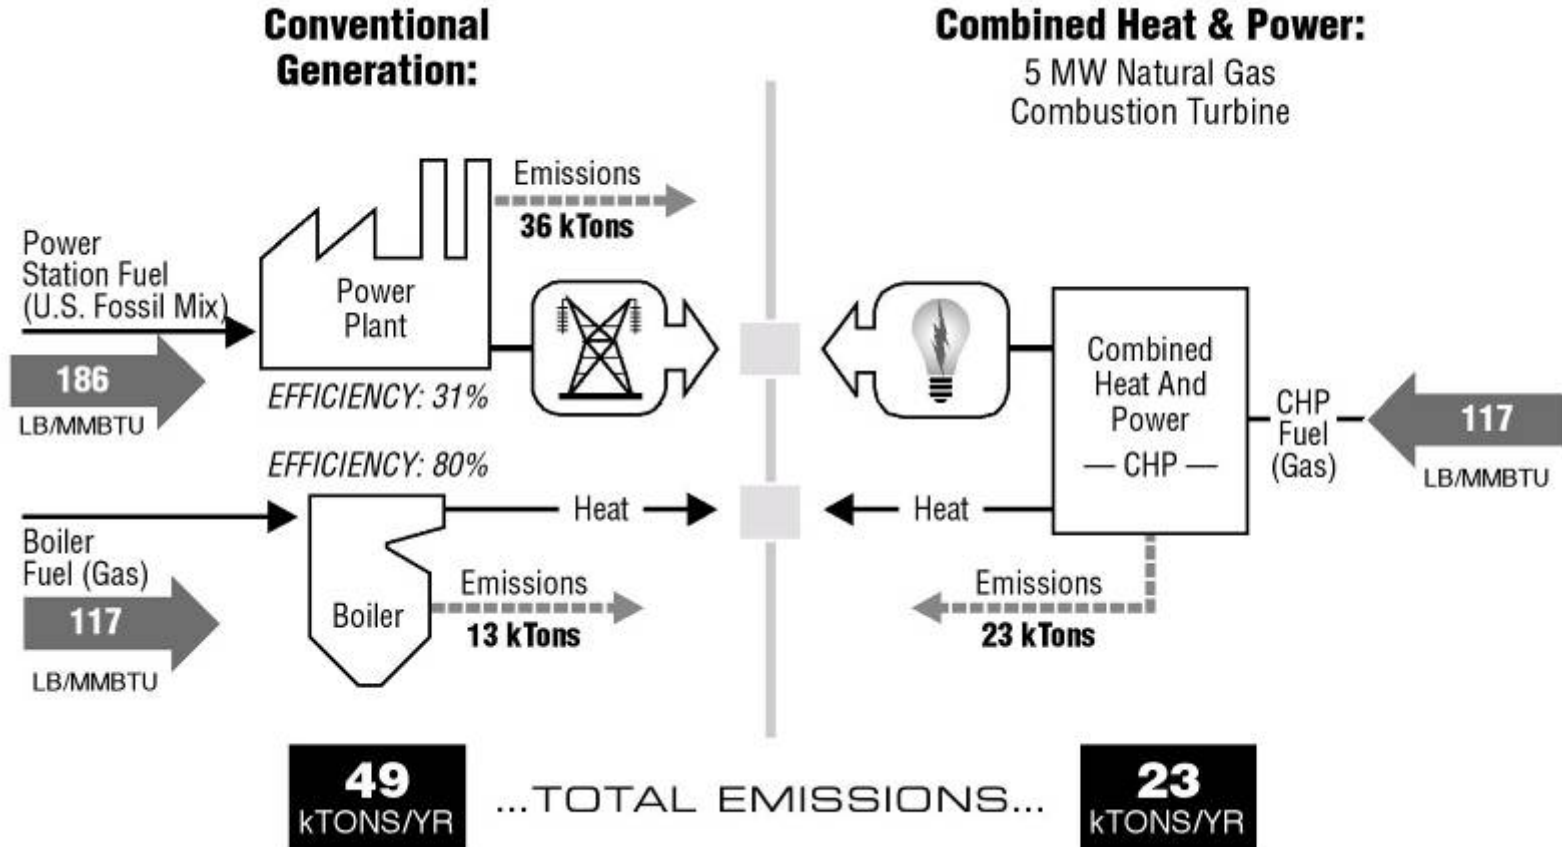 Conventional
Generation:
Combined Heat & Power:
5 MW Natural Gas
Combustion Turbine
Emissions
36 kTons
Power
Station Fuel
(U.S. Fossil Mix)
186
LB/MMBTU
Power
Plant
EFFICIENCY: 31%
EFFICIENCY: 80%
Boiler
Fuel (Gas)
117
LB/MMBTU
Boiler
Heat
Emissions
13 kTons
Combined
Heat And
Power
— CHP —
CHP
Fuel
(Gas)
117
LB/MMBTU
Heat
Emissions
23 kTons
49
kTONS/YR
...TOTAL EMISSIONS...
23
kTONS/YR